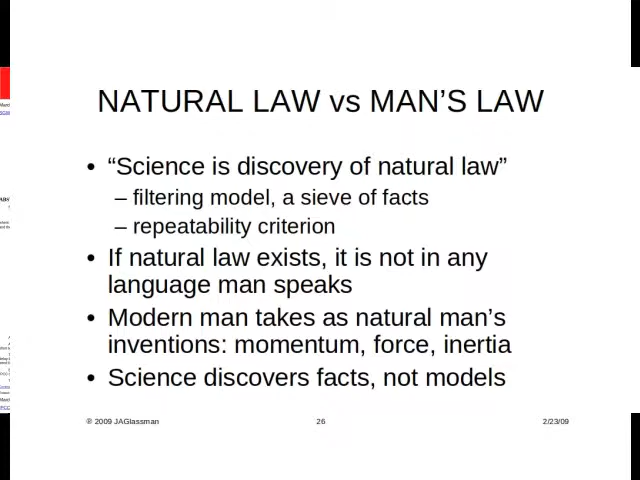 NATURAL LAW vs MAN’S LAW
• “Science is discovery of natural law”
– filtering model, a sieve of facts
– repeatability criterion
• If natural law exists, it is not in any
language man speaks
• Modern man takes as natural man’s
inventions: momentum, force, inertia
• Science discovers facts, not models
© 2009 JAGlassman
26
2/23/09